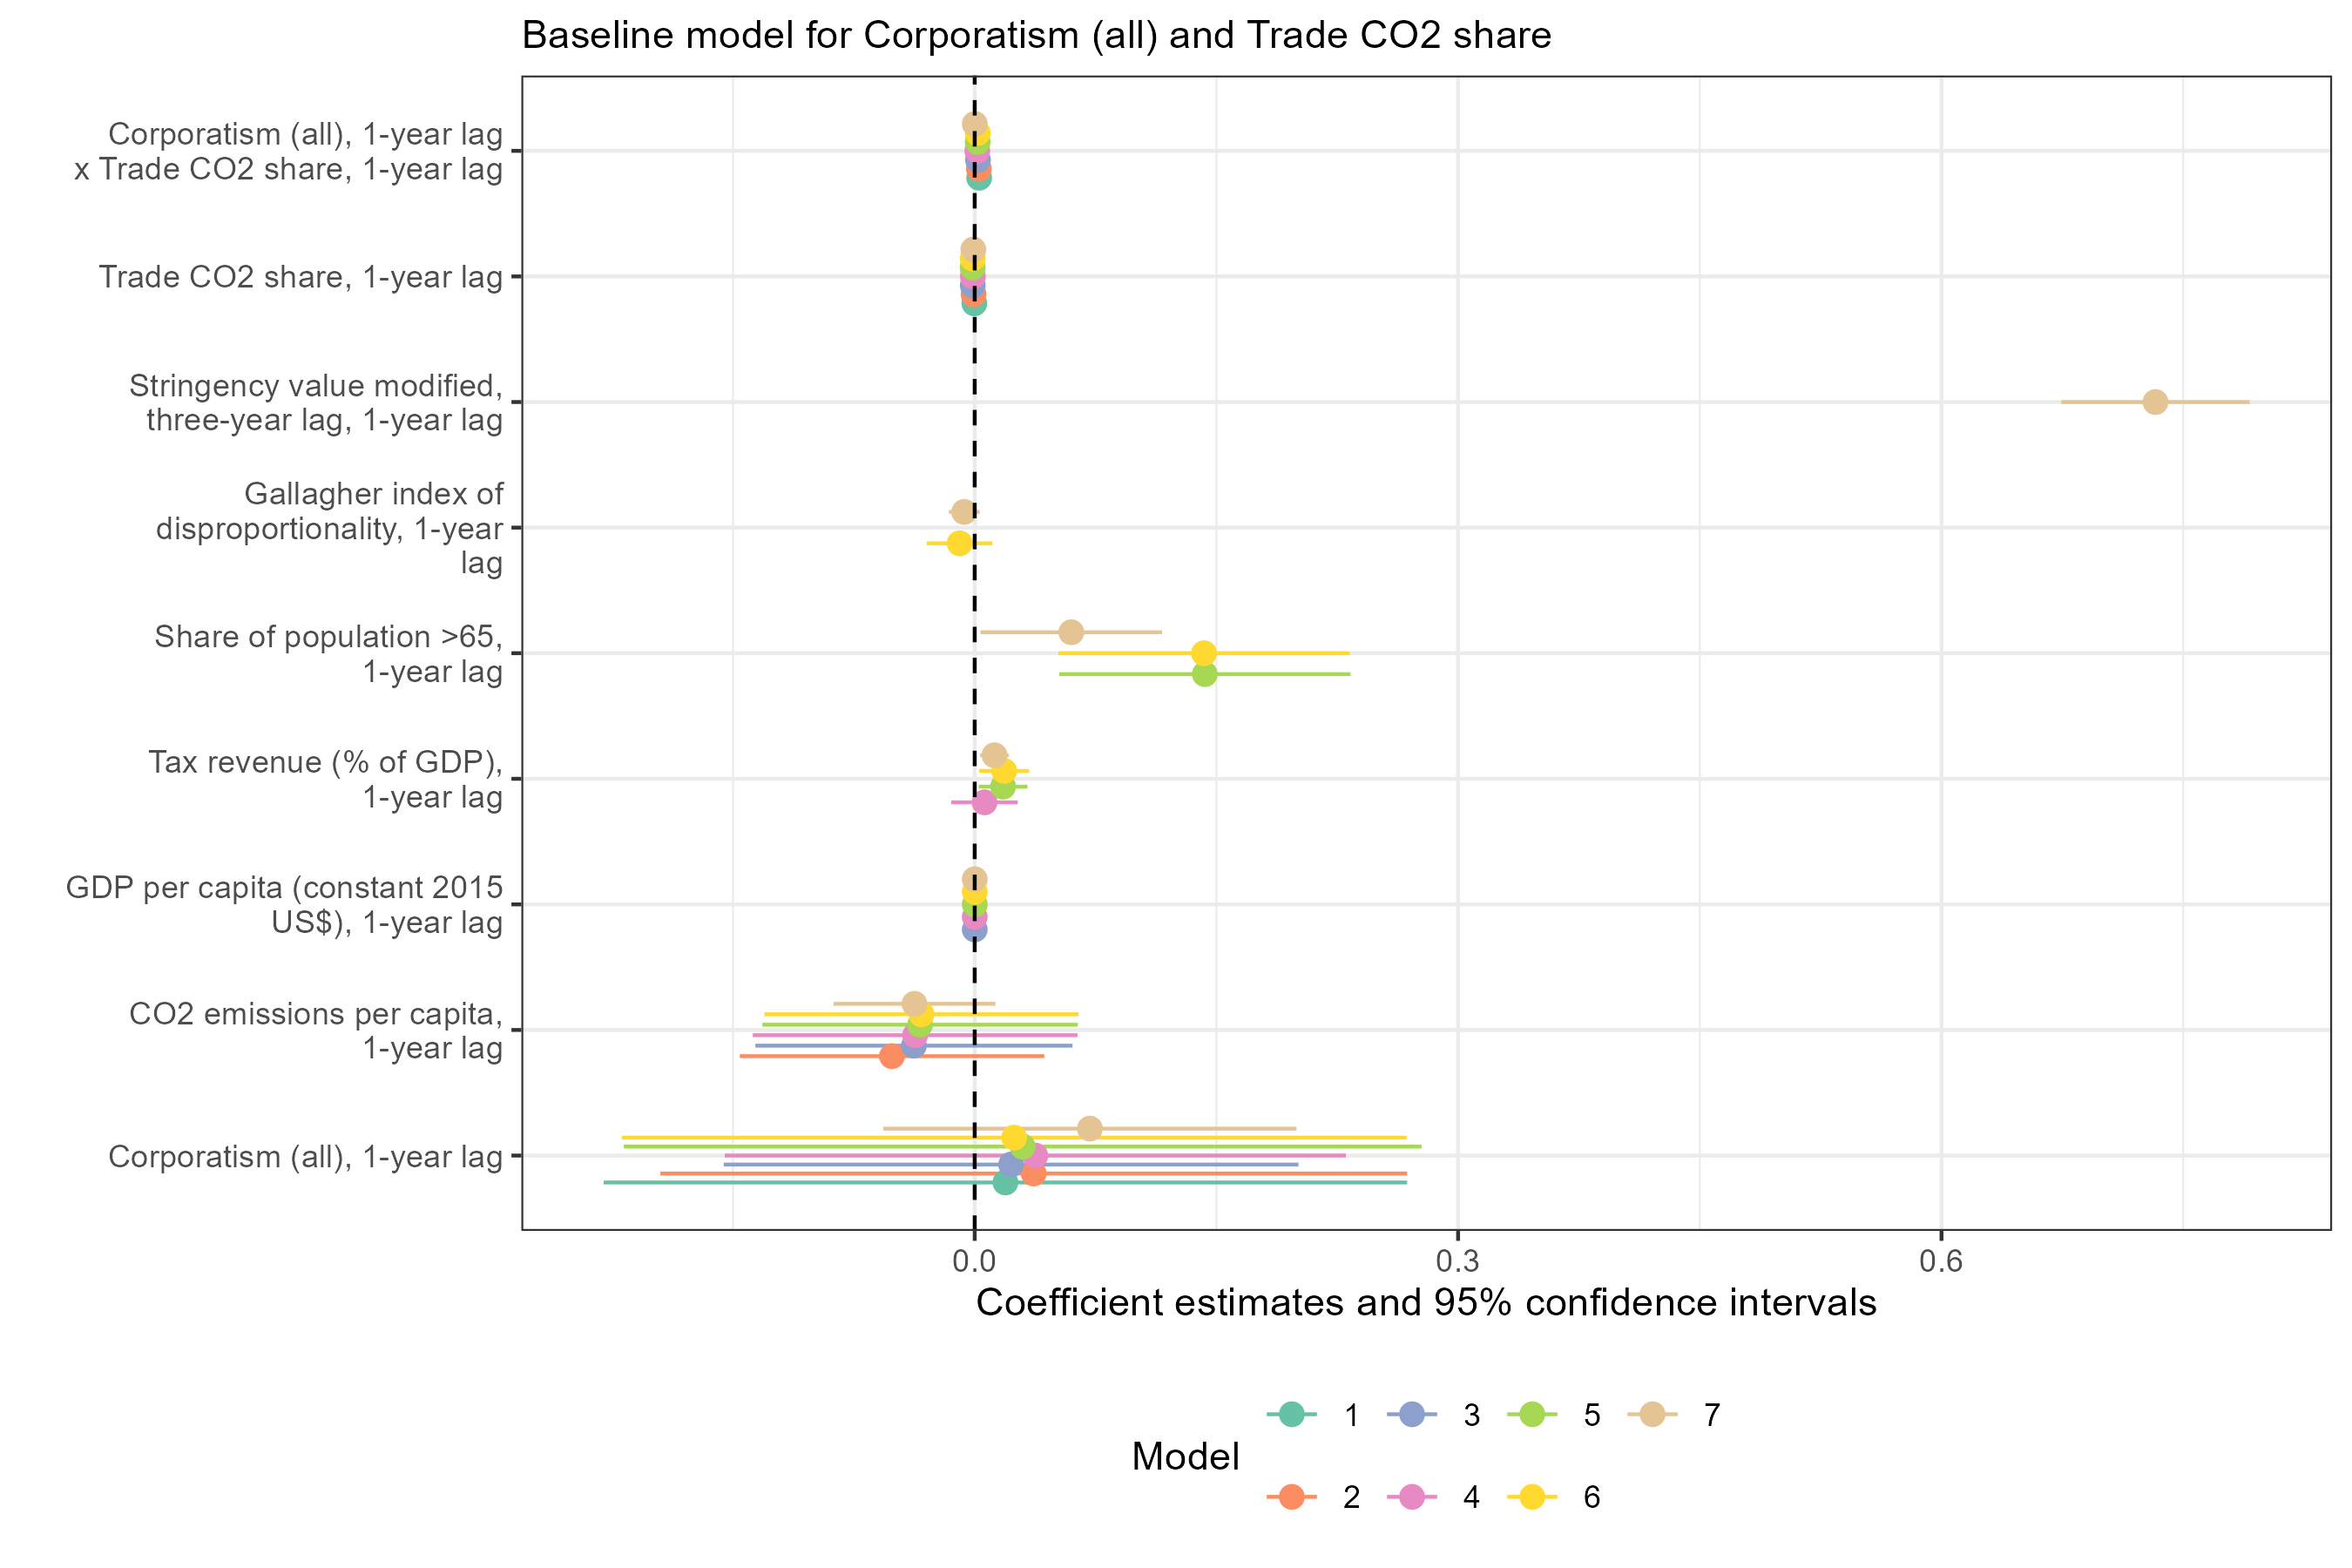 Baseline model for Corporatism (all) and Trade CO2 share
Corporatism (all), 1-year lag
x Trade CO2 share, 1-year lag
Trade CO2 share, 1-year lag
Stringency value modified,
three-year lag, 1-year lag
Gallagher index of
disproportionality, 1-year
lag
Share of population >65,
1-year lag
Tax revenue (% of GDP),
1-year lag
GDP per capita (constant 2015
US$), 1-year lag
CO2 emissions per capita,
1-year lag
Corporatism (all), 1-year lag
0.0 0.3 0.6
Coefficient estimates and 95% confidence intervals
Model
1 3 5 7
2 4 6